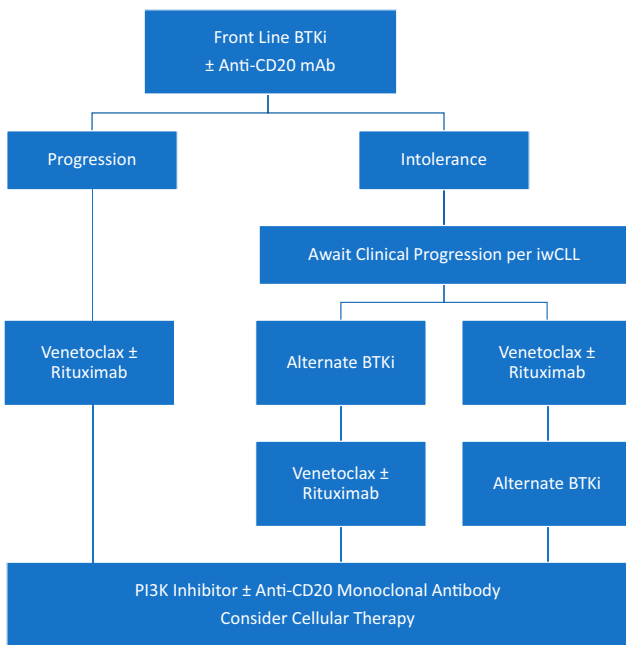 Front Line BTKi
± Anti-CD20 mAb
Progression
Intolerance
Await Clinical Progression per iwCLL
Venetoclax ±
Rituximab
Alternate BTKi
Venetoclax ±
Rituximab
Venetoclax ±
Rituximab
Alternate BTKi
PI3K Inhibitor ± Anti-CD20 Monoclonal Antibody
Consider Cellular Therapy